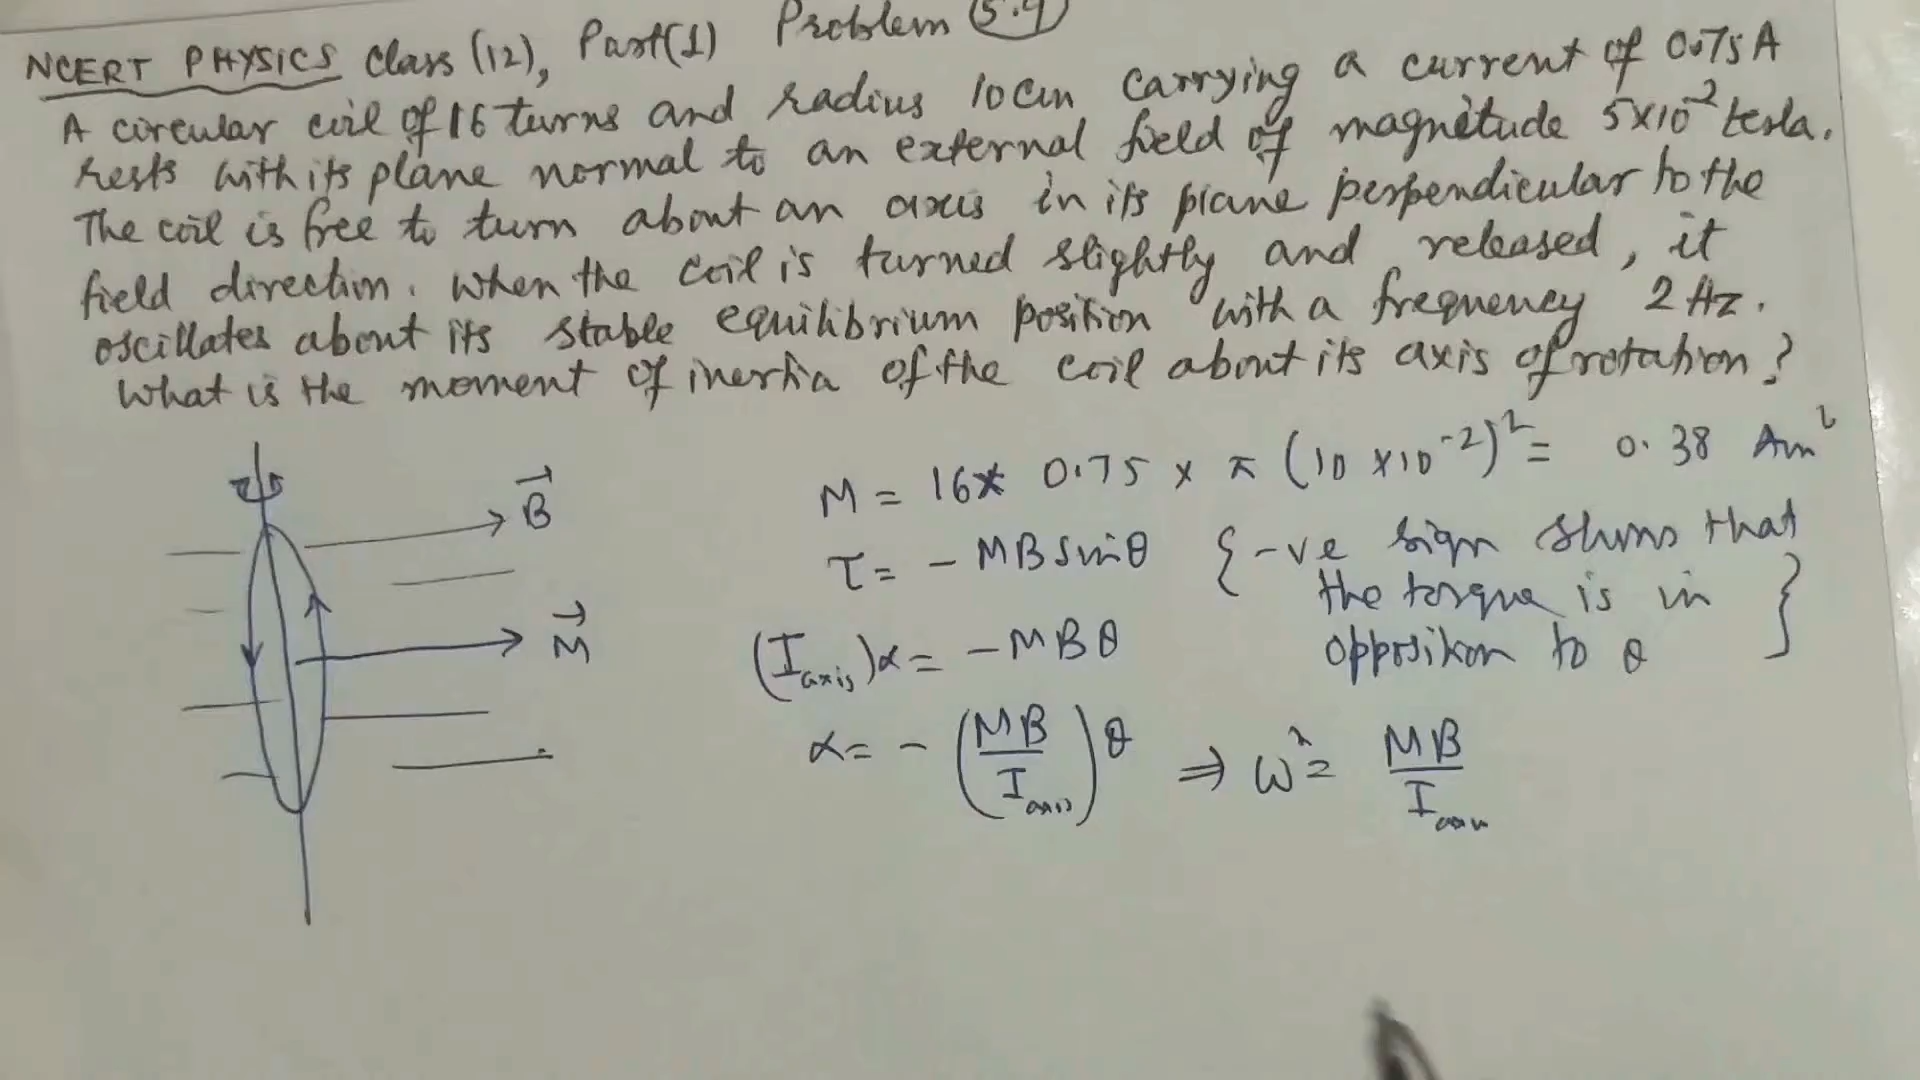 NCERT PHYSICS Class (12), Part(1) Problem 5.9
A circular coil of 16 turns and radius 10cm carrying a current of 0.75A
rests with its plane normal to an external field of magnitude 5×10⁻² tesla.
The coil is free to turn about an axis in its plane perpendicular to the
field direction. When the coil is turned slightly and released, it
oscillates about its stable equilibrium position with a frequency 2 Hz.
What is the moment of inertia of the coil about its axis of rotation?
M = 16× 0.75 × π (10 ×10⁻²)² = 0.38 Am²
τ = - MB sinθ {-ve sign shows that
the torque is in
opposition to θ}
(I axis)α = -MBθ
α = - (MB/I axis)θ ⇒ ω² = MB/I axis
B⃗
M⃗